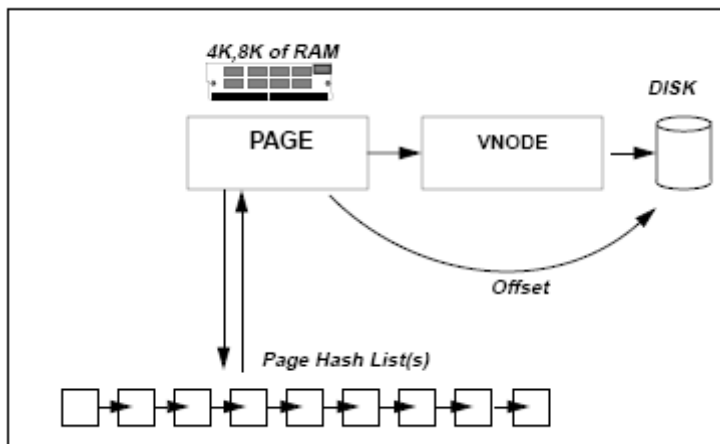 4K,8K of RAM
DISK
PAGE
VNODE
Offset
Page Hash List(s)